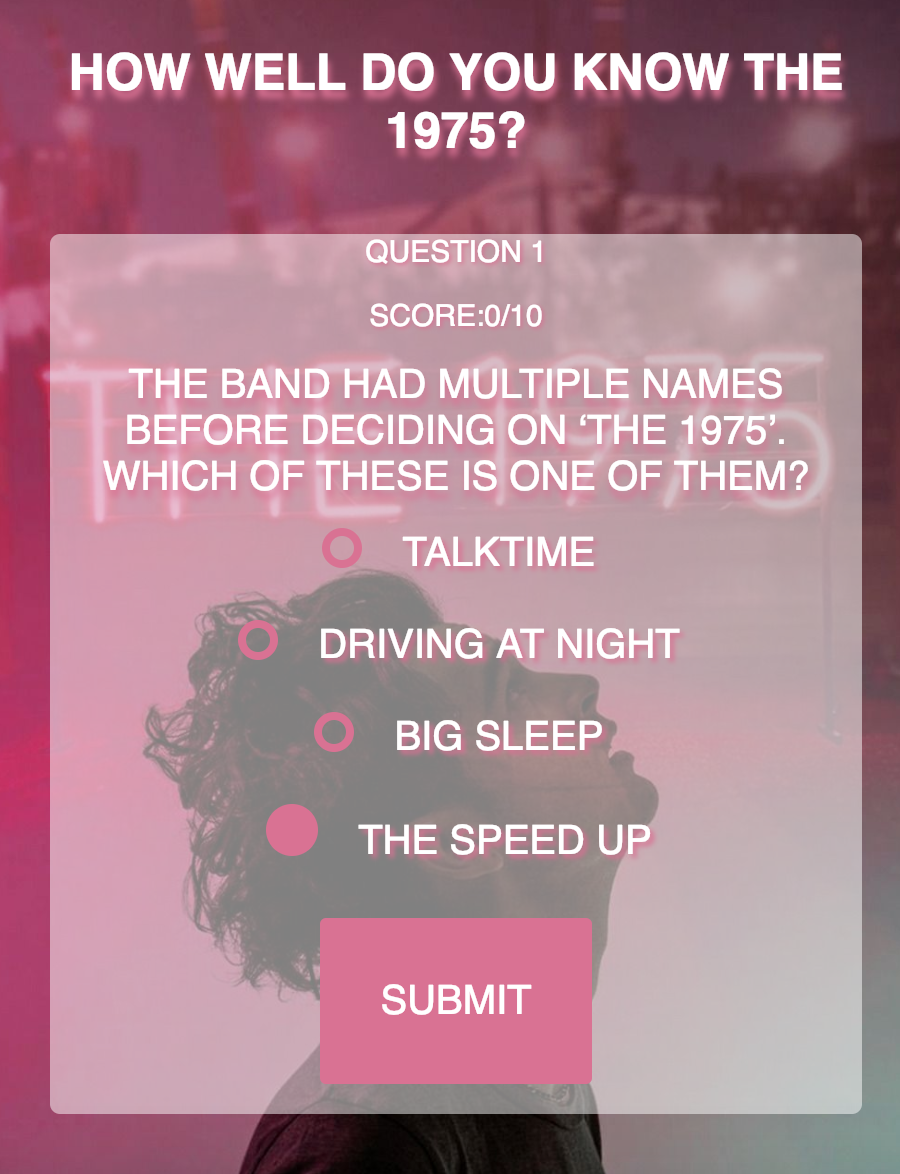 HOW WELL DO YOU KNOW THE
1975?
QUESTION 1
SCORE:0/10
THE 1975
THE BAND HAD MULTIPLE NAMES
BEFORE DECIDING ON ‘THE 1975’.
WHICH OF THESE IS ONE OF THEM?
TALKTIME
DRIVING AT NIGHT
BIG SLEEP
THE SPEED UP
SUBMIT